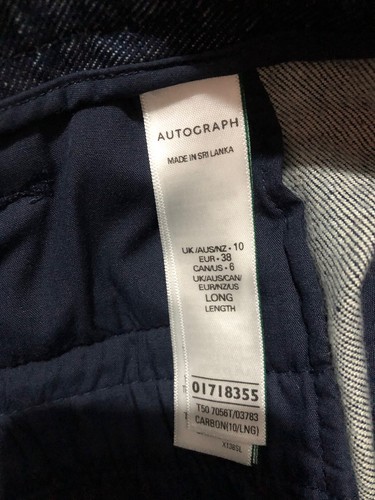 AUTOGRAPH
MADE IN SRI LANKA
UK/AUS/NZ • 10
EUR • 38
CAN/US • 6
UK/AUS/CAN/
EUR/NZ/US
LONG
LENGTH
01718355
T50 7056T/03783
CARBON(10/LNG)